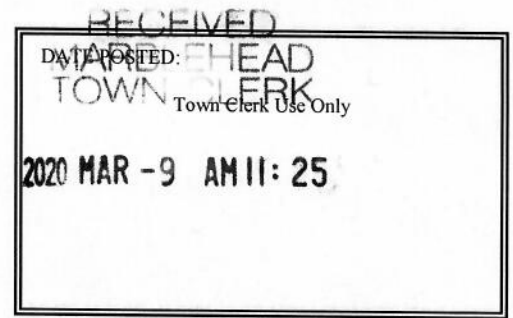 RECEIVED
MARBLEHEAD
DATE POSTED:
TOWN CLERK
Town Clerk Use Only
2020 MAR -9 AM 11: 25